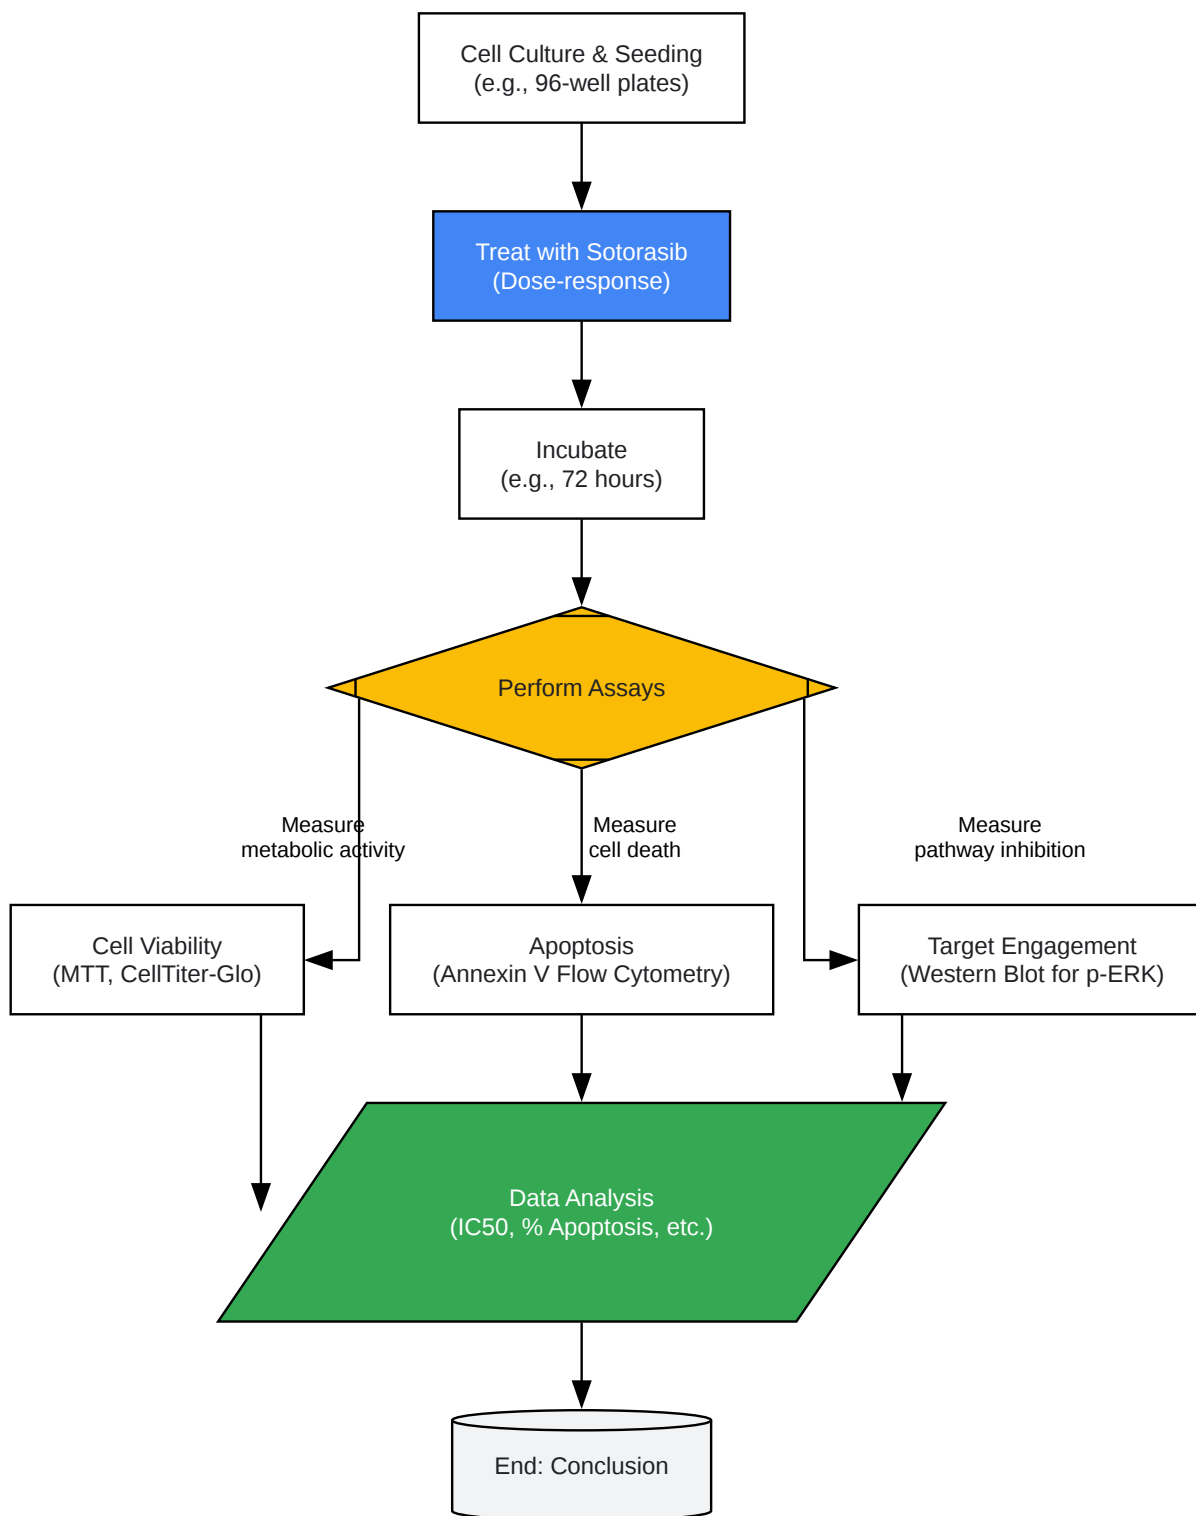 Cell Culture & Seeding
(e.g., 96-well plates)
Treat with Sotorasib
(Dose-response)
Incubate
(e.g., 72 hours)
Perform Assays
Measure
metabolic activity
Measure
cell death
Measure
pathway inhibition
Cell Viability
(MTT, CellTiter-Glo)
Apoptosis
(Annexin V Flow Cytometry)
Target Engagement
(Western Blot for p-ERK)
Data Analysis
(IC50, % Apoptosis, etc.)
End: Conclusion